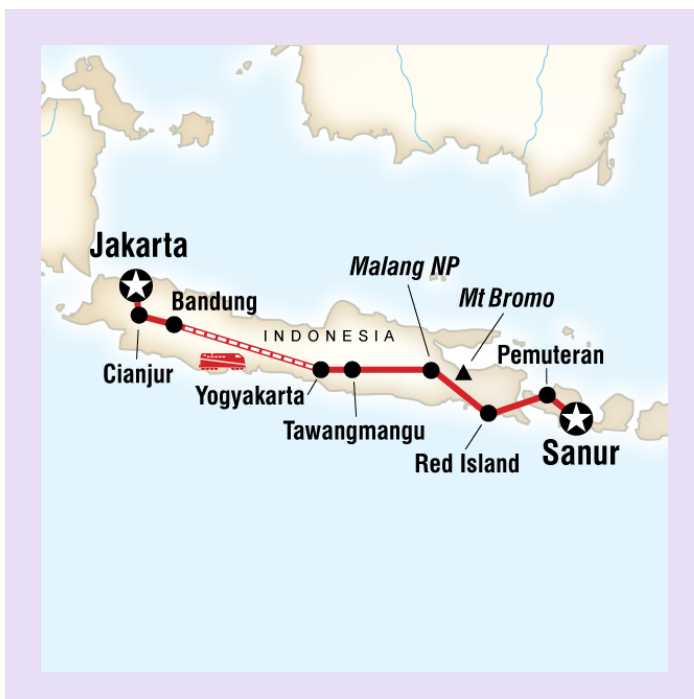 Jakarta
Malang NP
Mt Bromo
Bandung
INDONESIA
Pemuteran
Cianjur
Yogyakarta
Tawangmangu
Red Island
Sanur